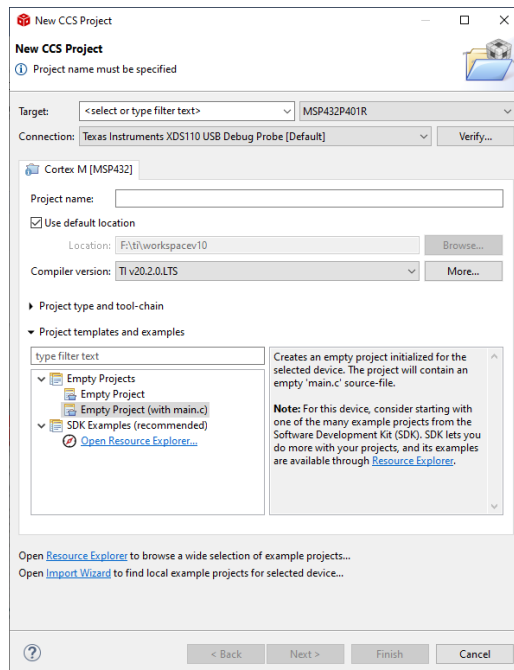 New CCS Project
New CCS Project
Project name must be specified
Target: <select or type filter text> MSP432P401R
Connection: Texas Instruments XDS110 USB Debug Probe [Default] Verify...
Cortex M [MSP432]
Project name:
Use default location
Location: F:\ti\workspacev10 Browse...
Compiler version: TI v20.2.0.LTS More...
Project type and tool-chain
Project templates and examples
type filter text
Empty Projects
Empty Project
Empty Project (with main.c)
SDK Examples (recommended)
Open Resource Explorer...
Creates an empty project initialized for the
selected device. The project will contain an
empty 'main.c' source-file.
Note: For this device, consider starting with
one of the many example projects from the
Software Development Kit (SDK). SDK lets you
do more with your projects, and its examples
are available through Resource Explorer.
Open Resource Explorer to browse a wide selection of example projects...
Open Import Wizard to find local example projects for selected device...
? < Back Next > Finish Cancel